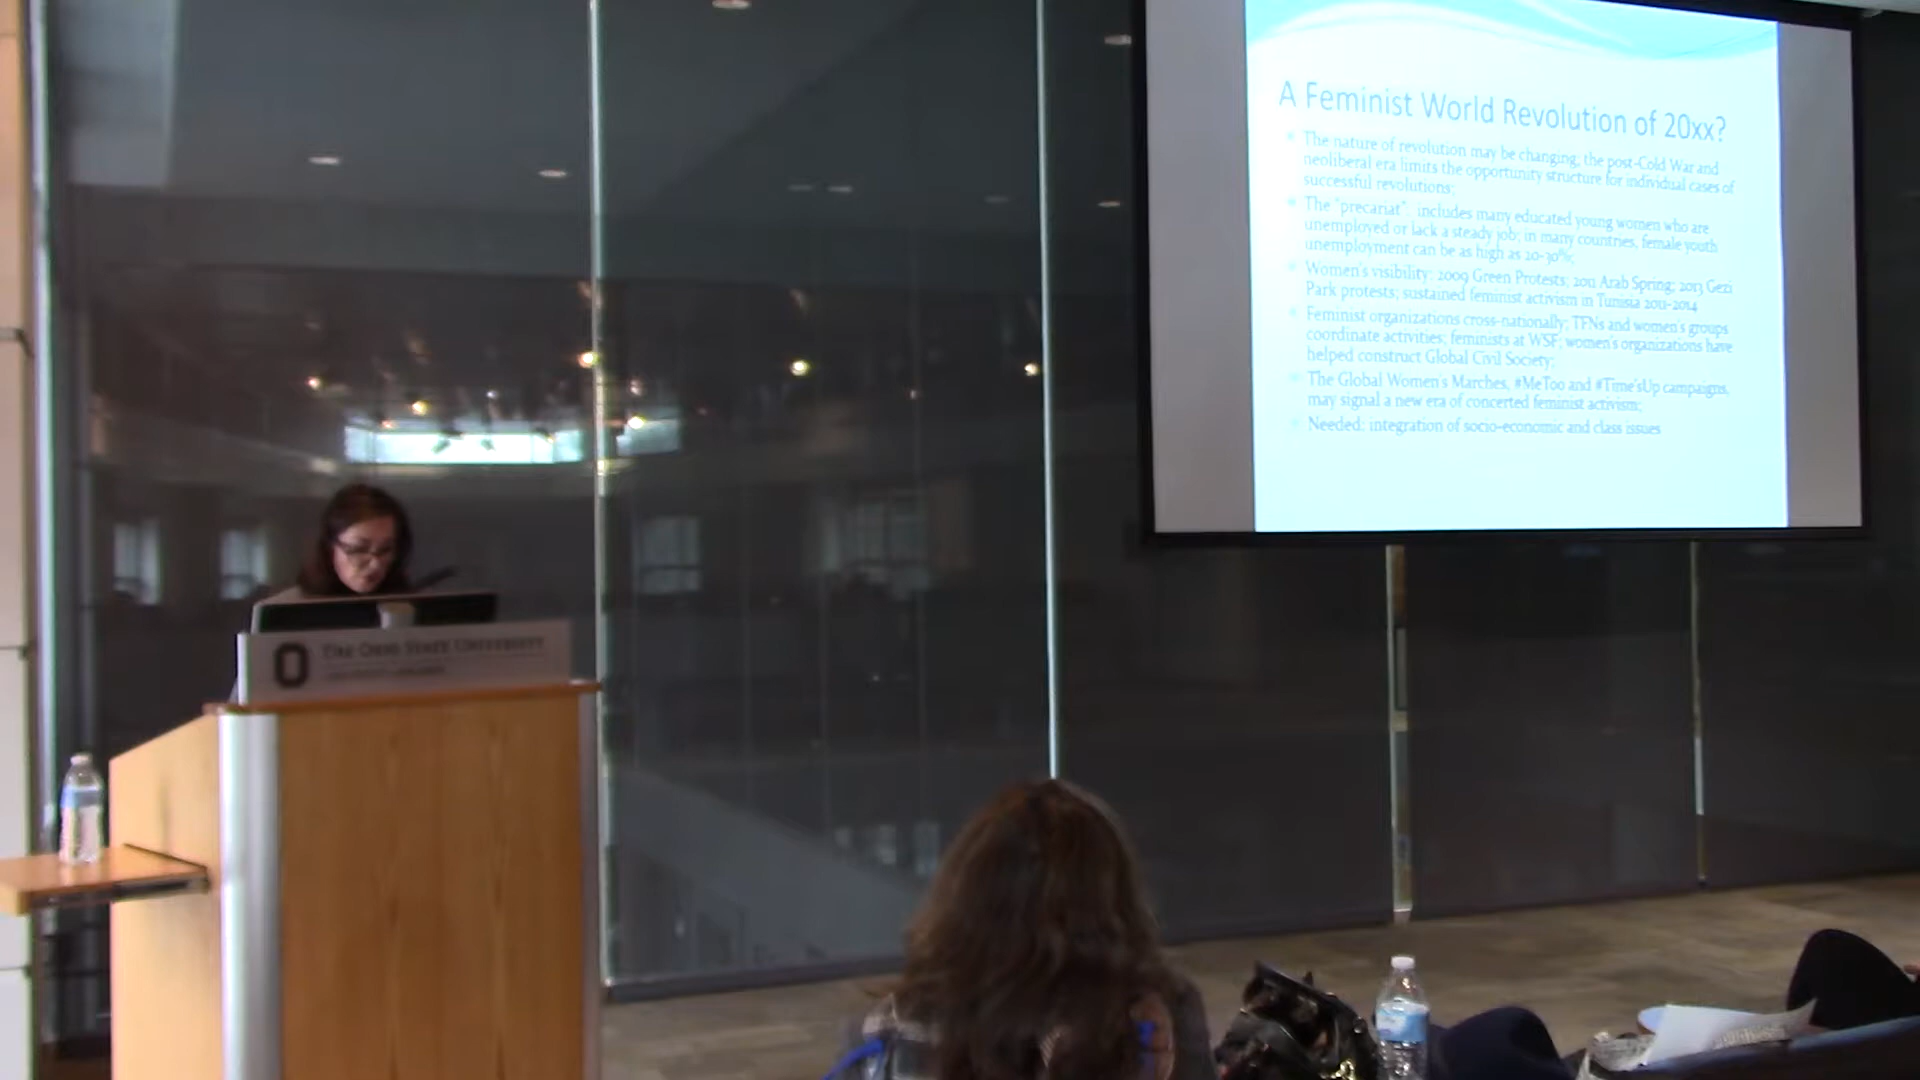 A Feminist World Revolution of 20xx?
The nature of revolution may be changing; the post-Cold War and
neoliberal era limits the opportunity structure for individual cases of
successful revolutions;
The "precariat": includes many educated young women who are
unemployed or lack a steady job; in many countries, female youth
unemployment can be as high as 20-30%;
Women's visibility: 2009 Green Protests; 2011 Arab Spring; 2013 Gezi
Park protests; sustained feminist activism in Tunisia 2011-2014
Feminist organizations cross-nationally; TFNs and women's groups
coordinate activities; feminists at WSF; women's organizations have
helped construct Global Civil Society;
The Global Women's Marches, #MeToo and #Time'sUp campaigns,
may signal a new era of concerted feminist activism;
Needed: integration of socio-economic and class issues
THE OHIO STATE UNIVERSITY